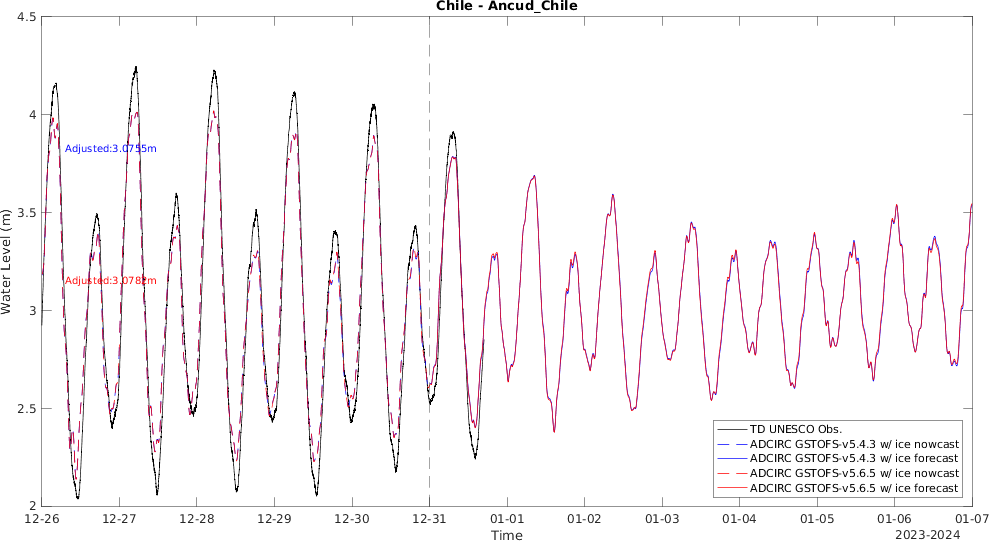 Chile - Ancud_Chile
4.5
4
3.5
3
2.5
2
Water Level (m)
Adjusted:3.0755m
Adjusted:3.0782m
TD UNESCO Obs.
ADCIRC GSTOFS-v5.4.3 w/ ice nowcast
ADCIRC GSTOFS-v5.4.3 w/ ice forecast
ADCIRC GSTOFS-v5.6.5 w/ ice nowcast
ADCIRC GSTOFS-v5.6.5 w/ ice forecast
12-26 12-27 12-28 12-29 12-30 12-31 01-01 01-02 01-03 01-04 01-05 01-06 01-07
Time
2023-2024